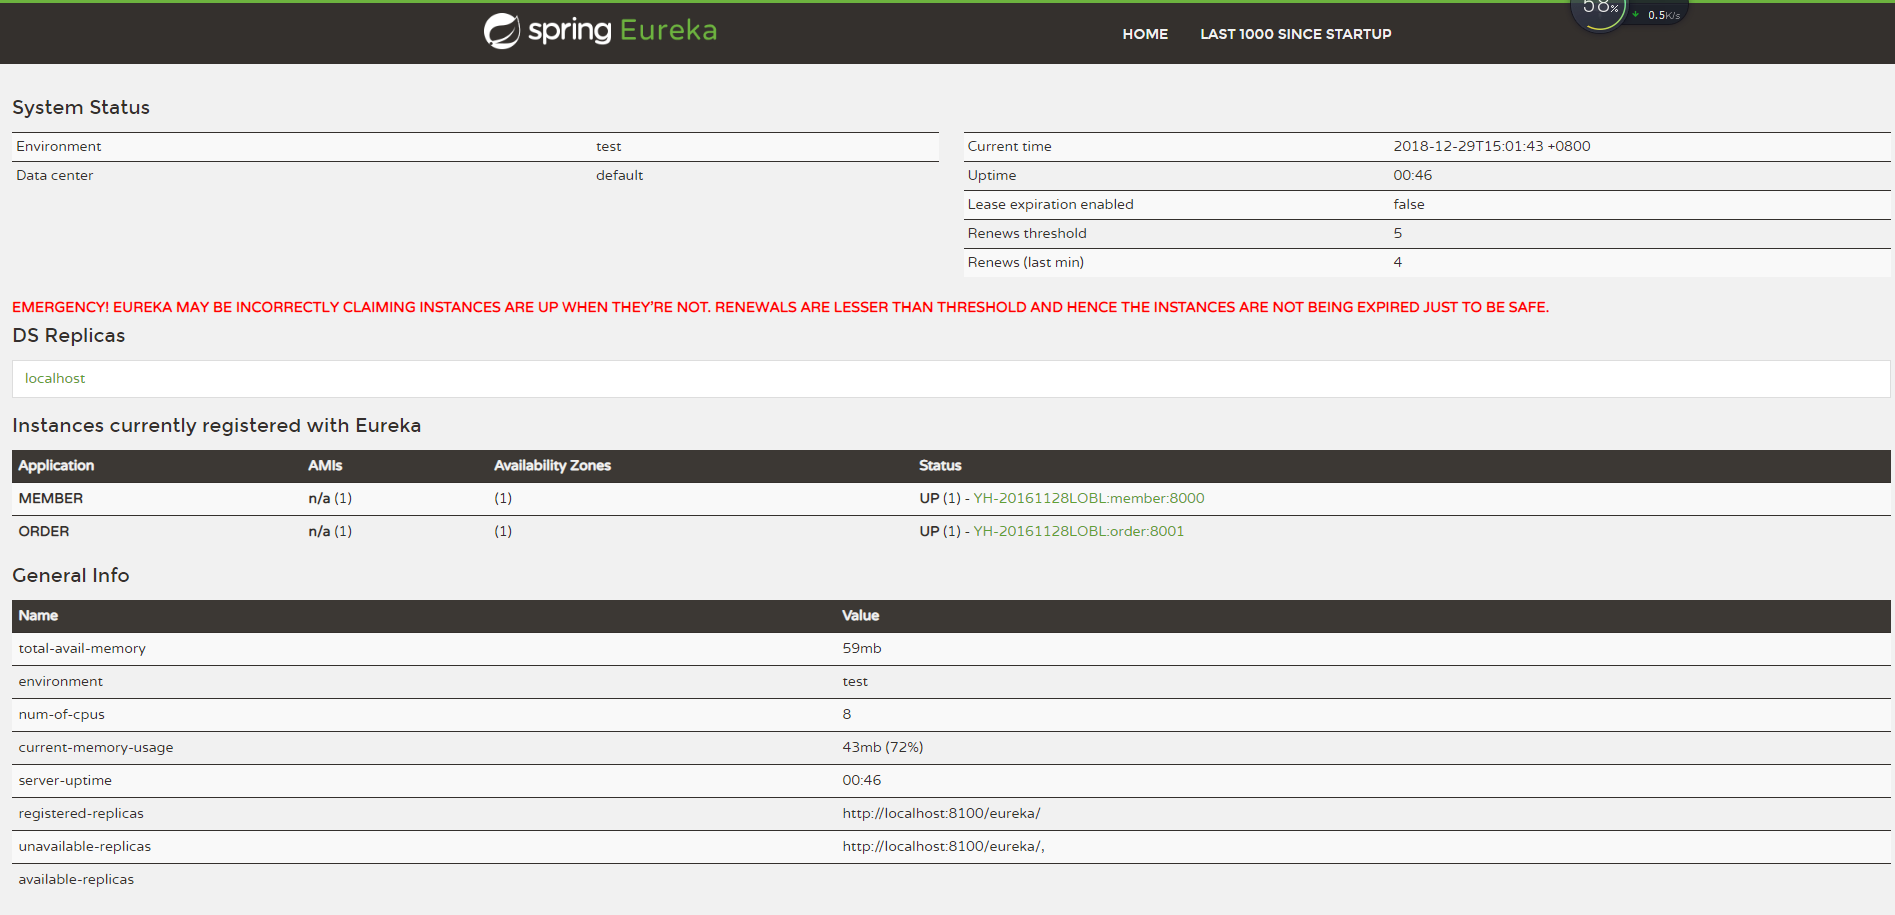 spring Eureka
HOME LAST 1000 SINCE STARTUP
58%
0.5K/s
System Status
Environment test
Data center default
Current time 2018-12-29T15:01:43 +0800
Uptime 00:46
Lease expiration enabled false
Renews threshold 5
Renews (last min) 4
EMERGENCY! EUREKA MAY BE INCORRECTLY CLAIMING INSTANCES ARE UP WHEN THEY'RE NOT. RENEWALS ARE LESSER THAN THRESHOLD AND HENCE THE INSTANCES ARE NOT BEING EXPIRED JUST TO BE SAFE.
DS Replicas
localhost
Instances currently registered with Eureka
Application AMIs Availability Zones Status
MEMBER n/a (1) (1) UP (1) - YH-20161128LOBL:member:8000
ORDER n/a (1) (1) UP (1) - YH-20161128LOBL:order:8001
General Info
Name Value
total-avail-memory 59mb
environment test
num-of-cpus 8
current-memory-usage 43mb (72%)
server-uptime 00:46
registered-replicas http://localhost:8100/eureka/
unavailable-replicas http://localhost:8100/eureka/,
available-replicas